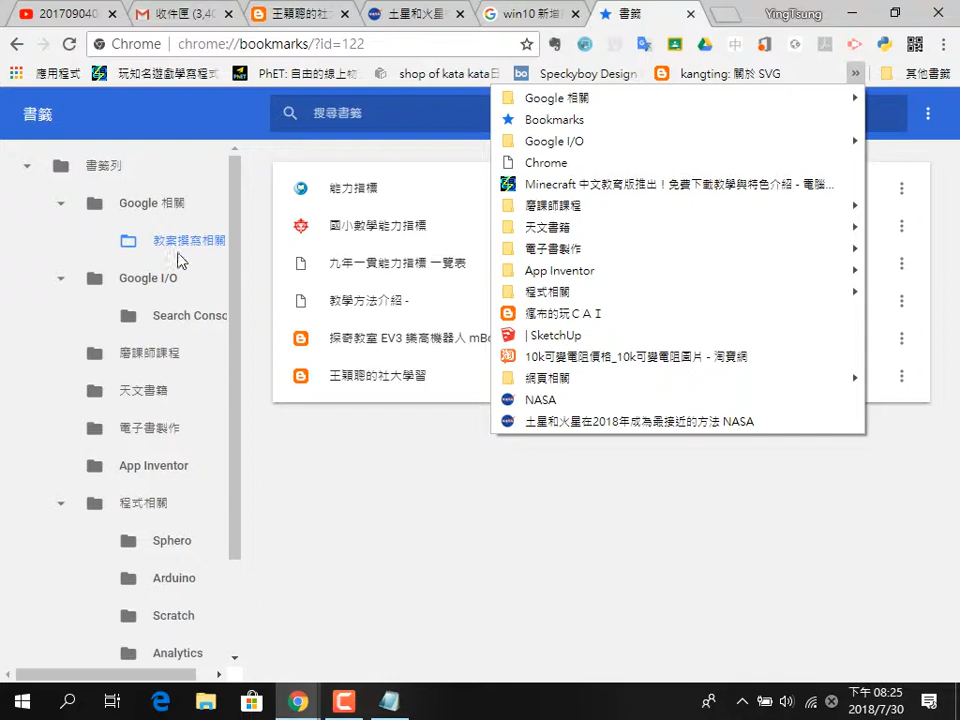 201709040
收件匣 (3,4
王穎聰的社
土星和火星
win10 新增
書籤
YingTsung
Chrome
chrome://bookmarks/?id=122
應用程式
玩知名遊戲學寫程式
PhET: 自由的線上物
shop of kata kata日
Speckyboy Design
kangting: 關於 SVG
»
其他書籤
書籤
搜尋書籤
書籤列
Google 相關
教案撰寫相關
Google I/O
Search Conso
磨課師課程
天文書籍
電子書製作
App Inventor
程式相關
Sphero
Arduino
Scratch
Analytics
能力指標
國小數學能力指標
九年一貫能力指標 一覽表
教學方法介紹 -
探奇教室 EV3 樂高機器人 mBo
王穎聰的社大學習
Google 相關
Bookmarks
Google I/O
Chrome
Minecraft 中文教育版推出！免費下載教學與特色介紹 - 電腦...
磨課師課程
天文書籍
電子書製作
App Inventor
程式相關
瘋布的玩ＣＡＩ
| SketchUp
10k可變電阻價格_10k可變電阻圖片 - 淘寶網
網頁相關
NASA
土星和火星在2018年成為最接近的方法 NASA
下午 08:25
2018/7/30